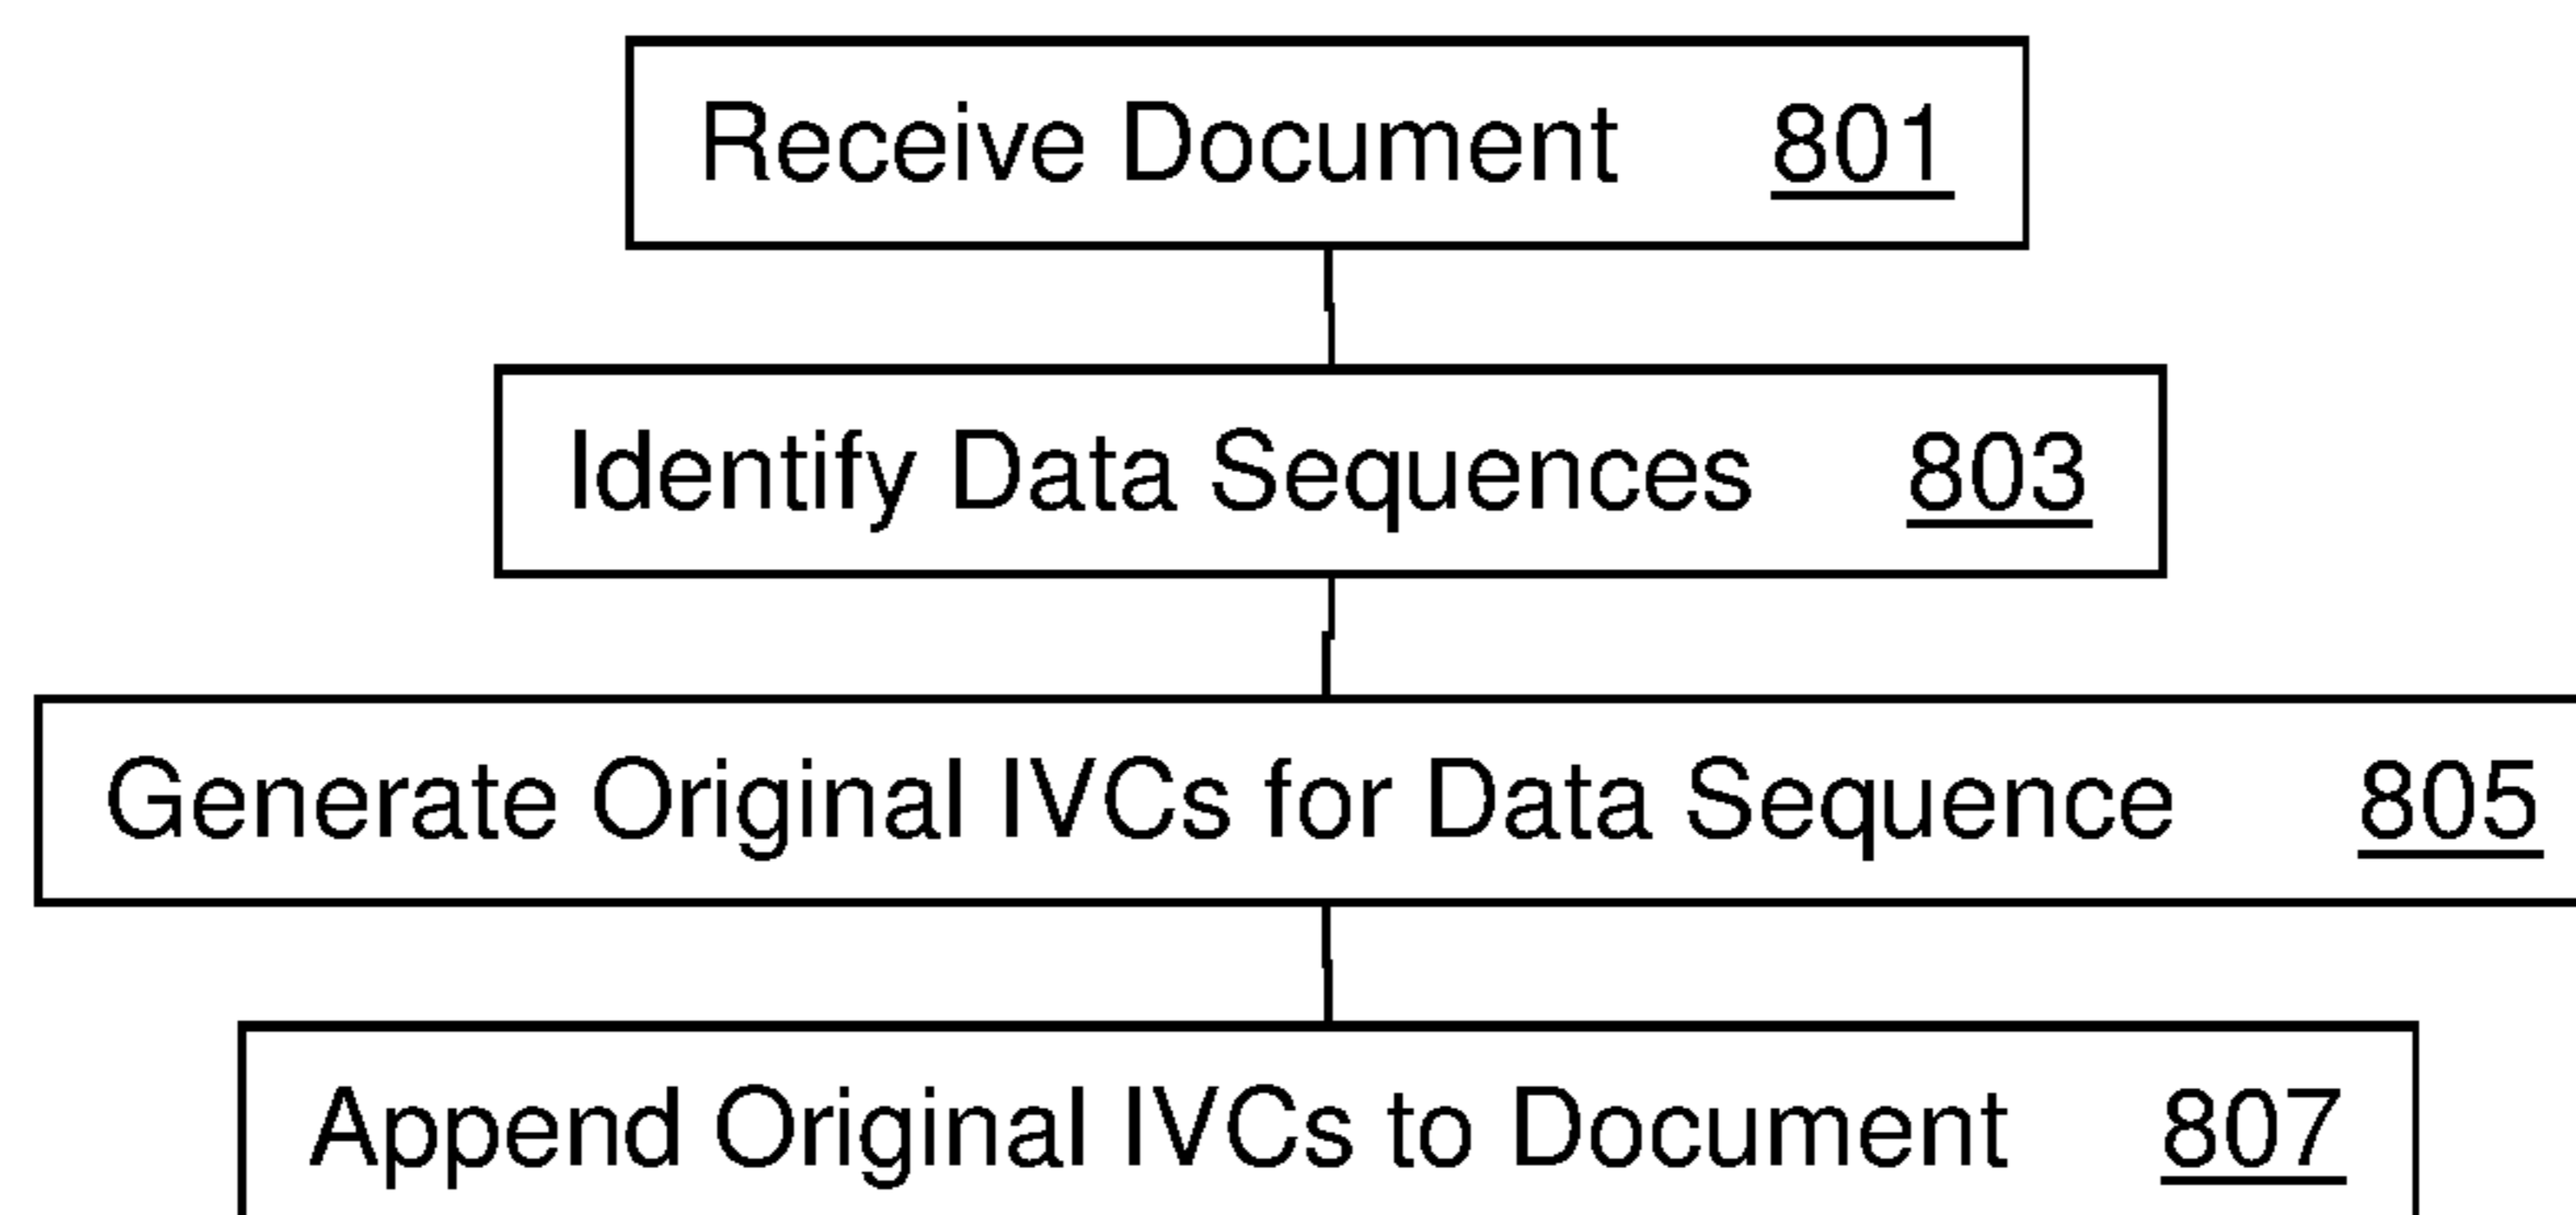 Receive Document 801
Identify Data Sequences 803
Generate Original IVCs for Data Sequence 805
Append Original IVCs to Document 807